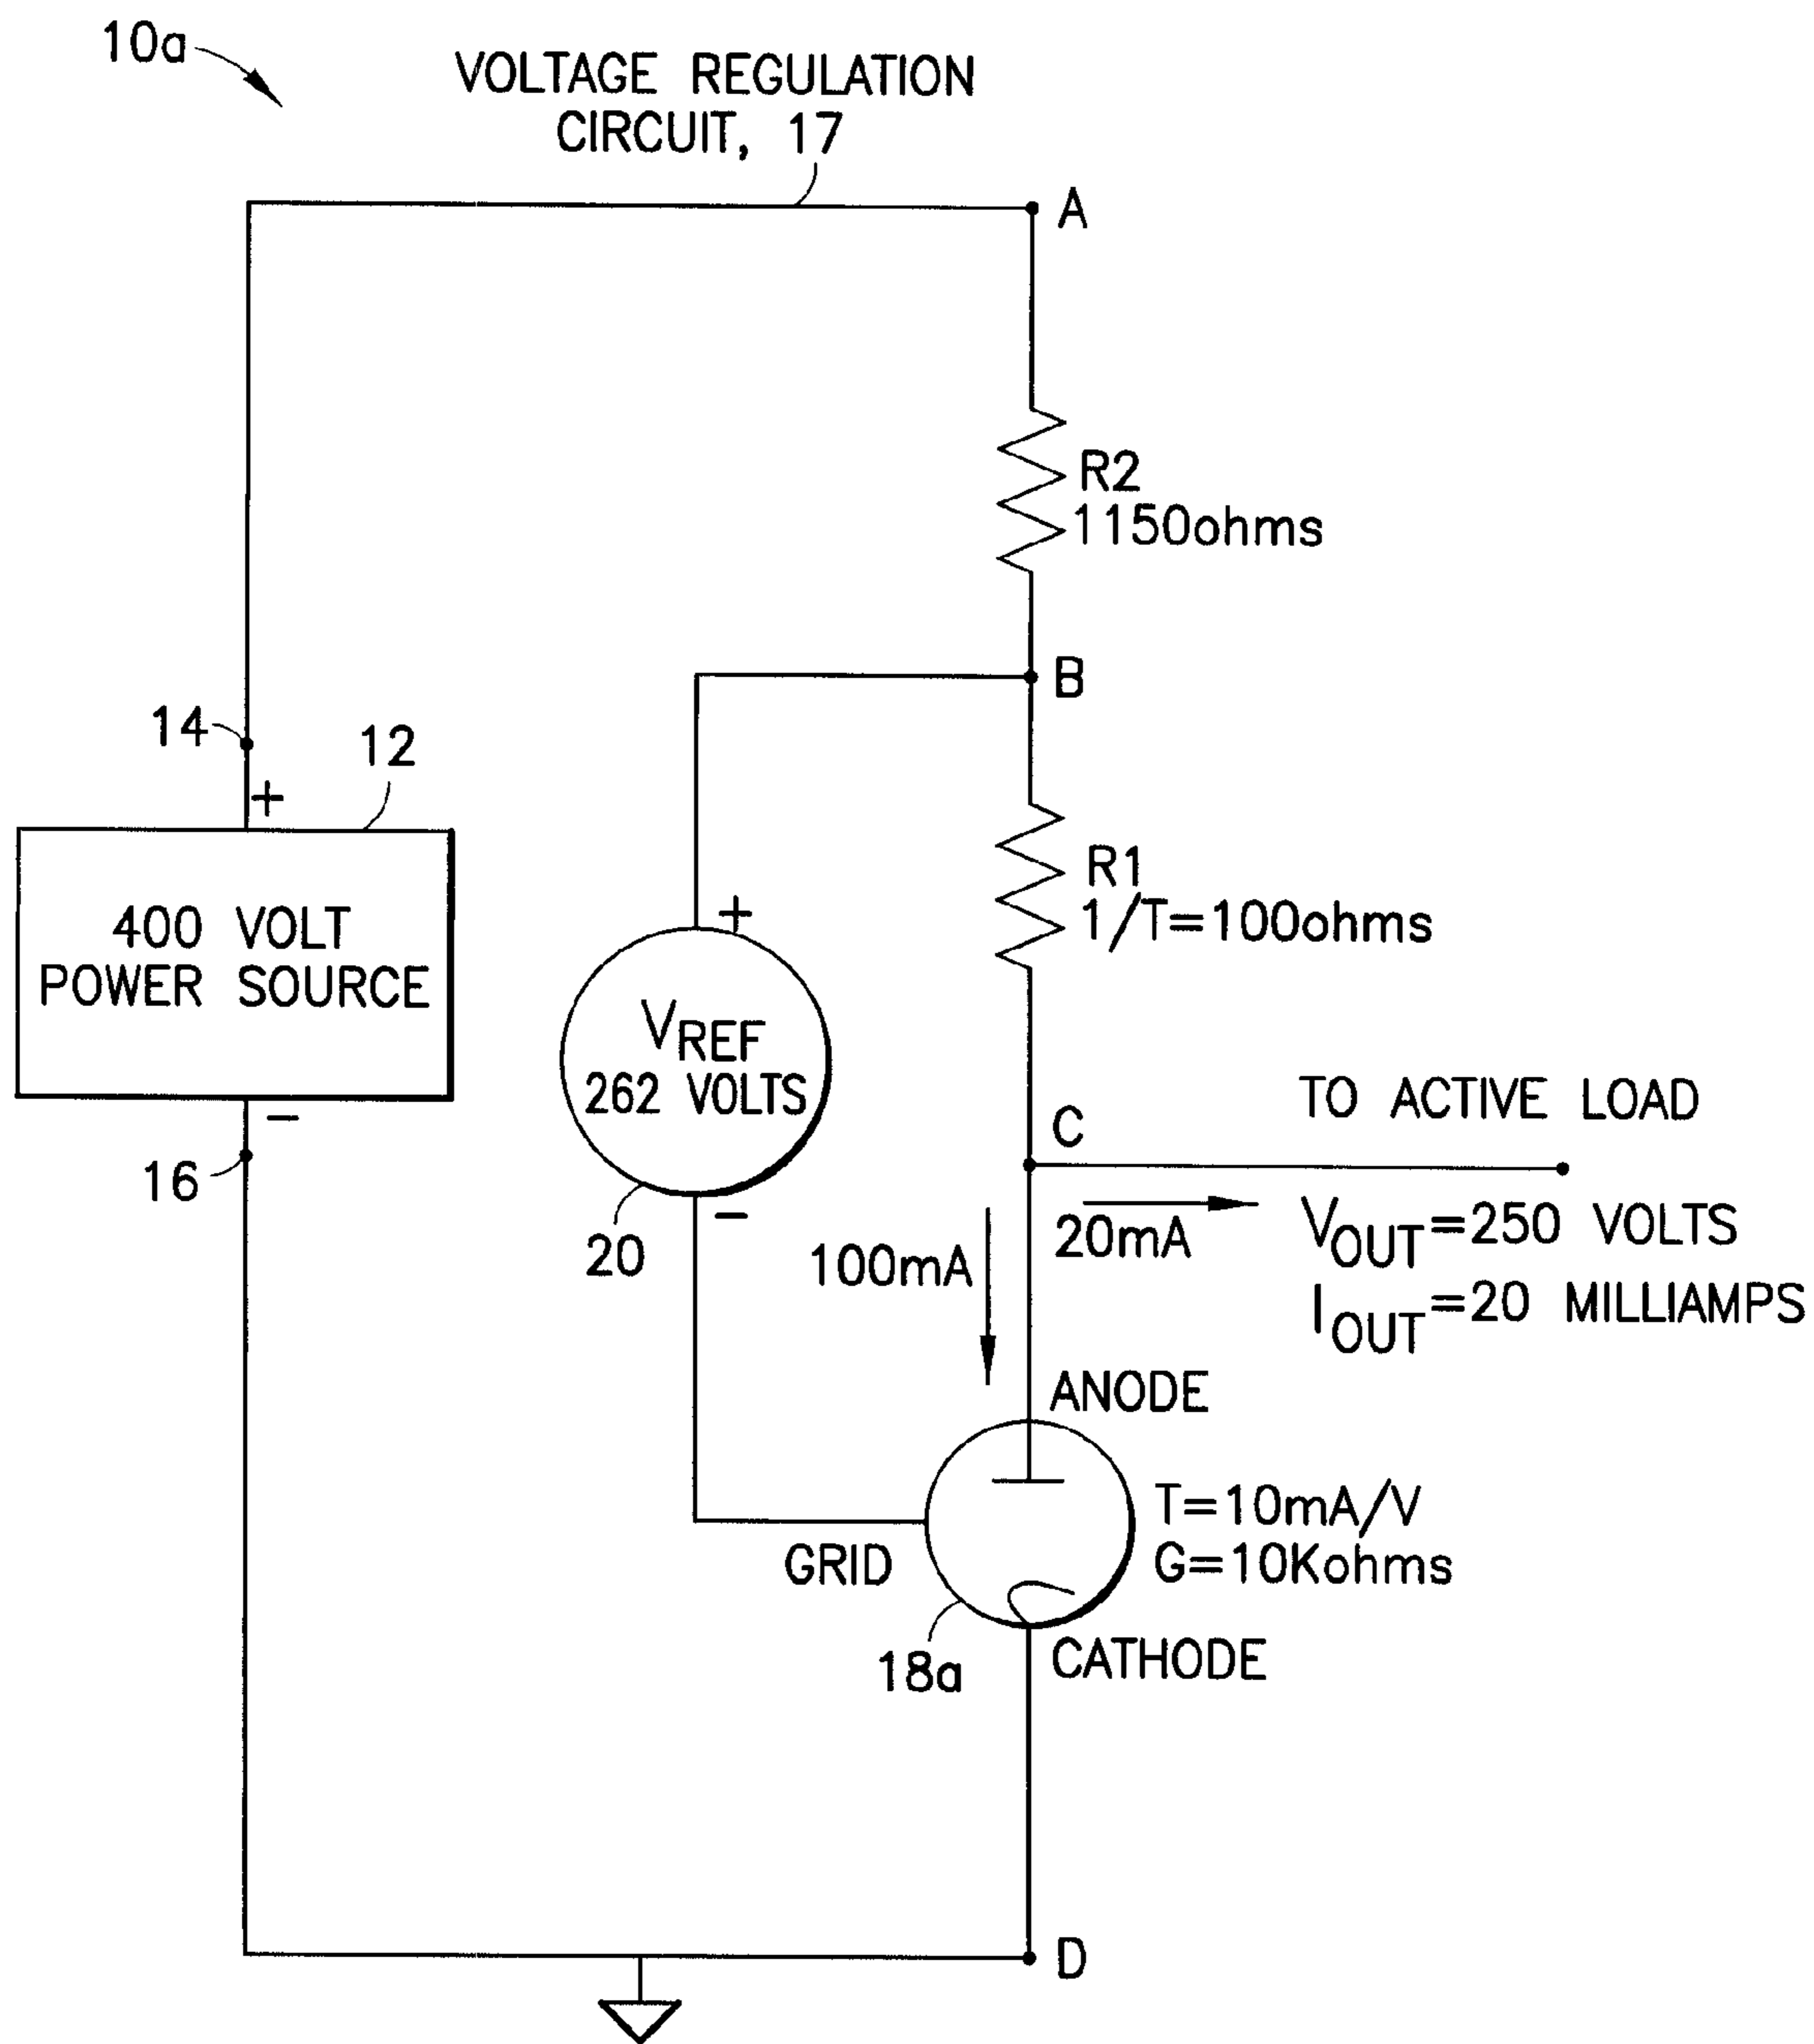 10a
VOLTAGE REGULATION
CIRCUIT, 17
A
R2
1150ohms
B
14
12
+
400 VOLT
POWER SOURCE
R1
1/T=100ohms
+
VREF
262 VOLTS
−
16
20
−
C
TO ACTIVE LOAD
20mA
VOUT=250 VOLTS
IOUT=20 MILLIAMPS
100mA
ANODE
T=10mA/V
G=10Kohms
GRID
18a
CATHODE
D